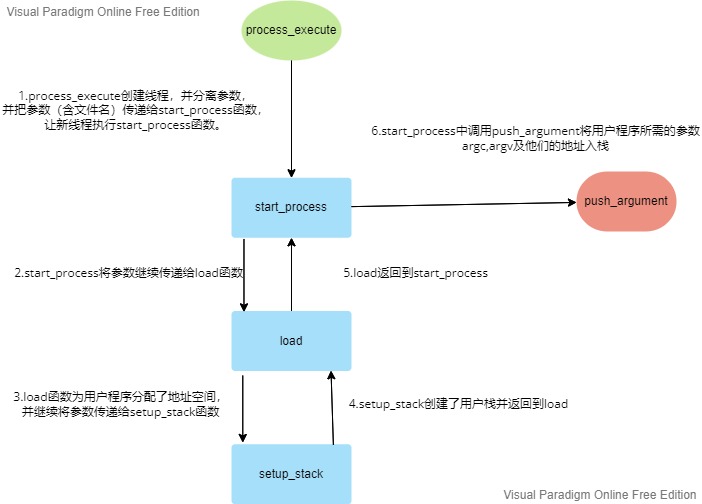 Visual Paradigm Online Free Edition
process_execute
1.process_execute创建线程，并分离参数，
并把参数（含文件名）传递给start_process函数，
让新线程执行start_process函数。
6.start_process中调用push_argument将用户程序所需的参数
argc,argv及他们的地址入栈
start_process
push_argument
2.start_process将参数继续传递给load函数
5.load返回到start_process
load
3.load函数为用户程序分配了地址空间，
并继续将参数传递给setup_stack函数
4.setup_stack创建了用户栈并返回到load
setup_stack
Visual Paradigm Online Free Edition